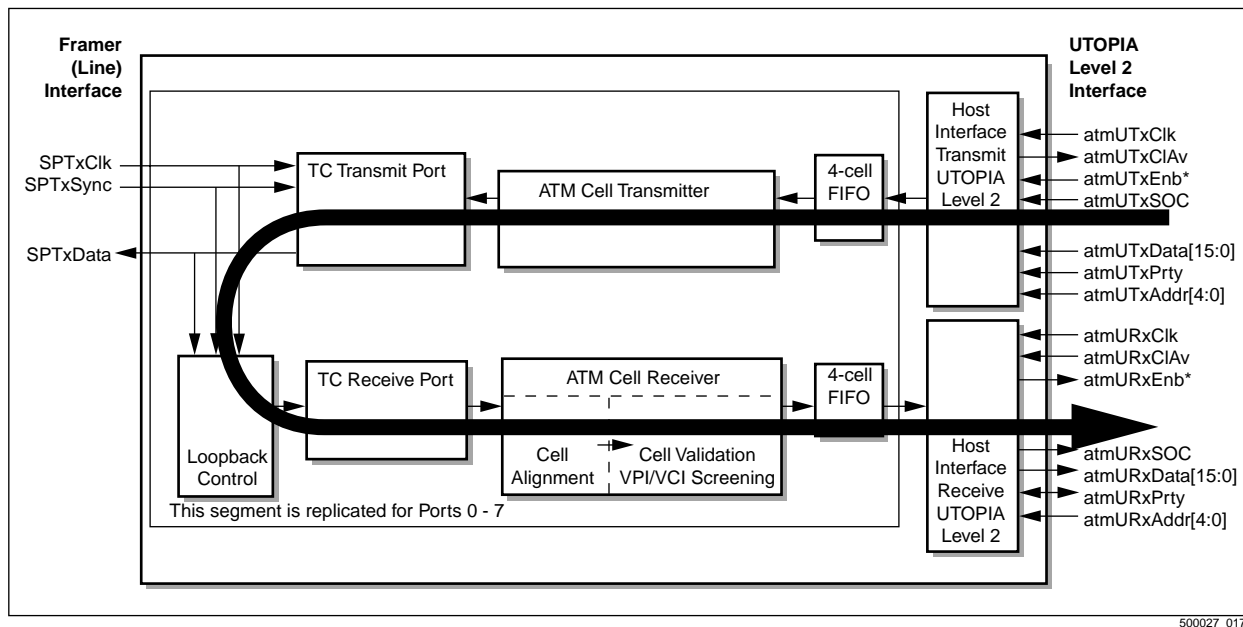 Framer
(Line)
Interface
UTOPIA
Level 2
Interface
SPTxClk
SPTxSync
SPTxData
TC Transmit Port
ATM Cell Transmitter
4-cell
FIFO
Host
Interface
Transmit
UTOPIA
Level 2
atmUTxClk
atmUTxClAv
atmUTxEnb*
atmUTxSOC
atmUTxData[15:0]
atmUTxPrty
atmUTxAddr[4:0]
Loopback
Control
TC Receive Port
ATM Cell Receiver
Cell
Alignment
Cell Validation
VPI/VCI Screening
4-cell
FIFO
Host
Interface
Receive
UTOPIA
Level 2
atmURxClk
atmURxClAv
atmURxEnb*
atmURxSOC
atmURxData[15:0]
atmURxPrty
atmURxAddr[4:0]
This segment is replicated for Ports 0 - 7
500027_017